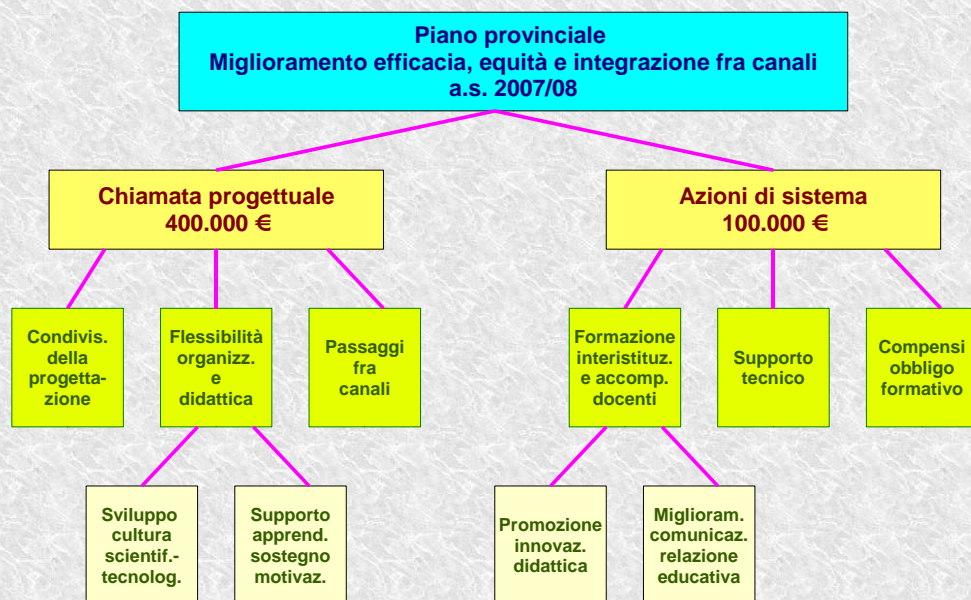 Piano provinciale
Miglioramento efficacia, equità e integrazione fra canali
a.s. 2007/08
Chiamata progettuale
400.000 €
Azioni di sistema
100.000 €
Condivis.
della
progetta-
zione
Flessibilità
organizz.
e
didattica
Passaggi
fra
canali
Formazione
interistituz.
e accomp.
docenti
Supporto
tecnico
Compensi
obbligo
formativo
Sviluppo
cultura
scientif.-
tecnolog.
Supporto
apprend.
sostegno
motivaz.
Promozione
innovaz.
didattica
Miglioram.
comunicaz.
relazione
educativa